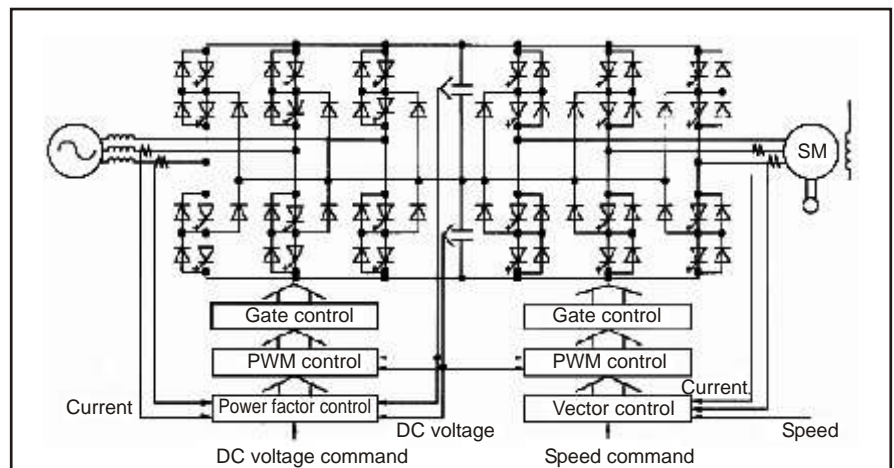 SM
Gate control
Gate control
PWM control
PWM control
Current
Current
Power factor control
Vector control
DC voltage
Speed
DC voltage command
Speed command